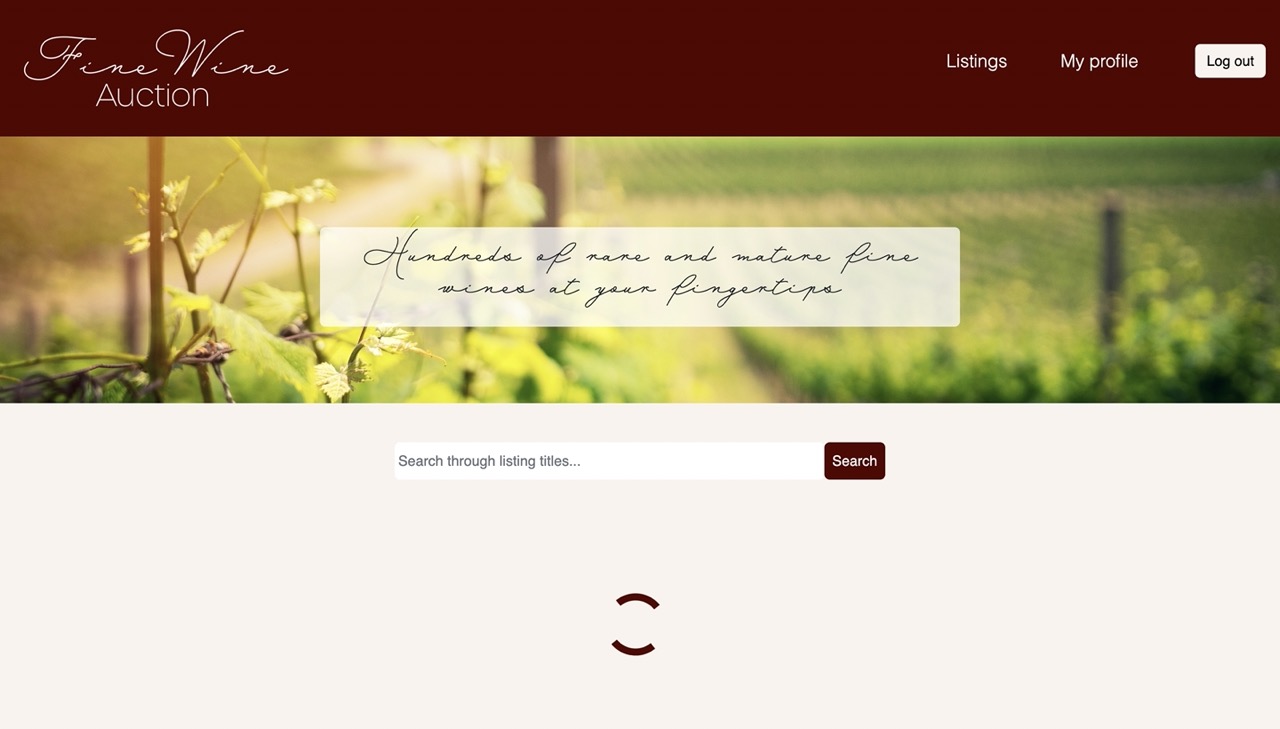 Fine Wine
Auction
Listings
My profile
Log out
Hundreds of rare and mature fine
wines at your fingertips
Search through listing titles...
Search